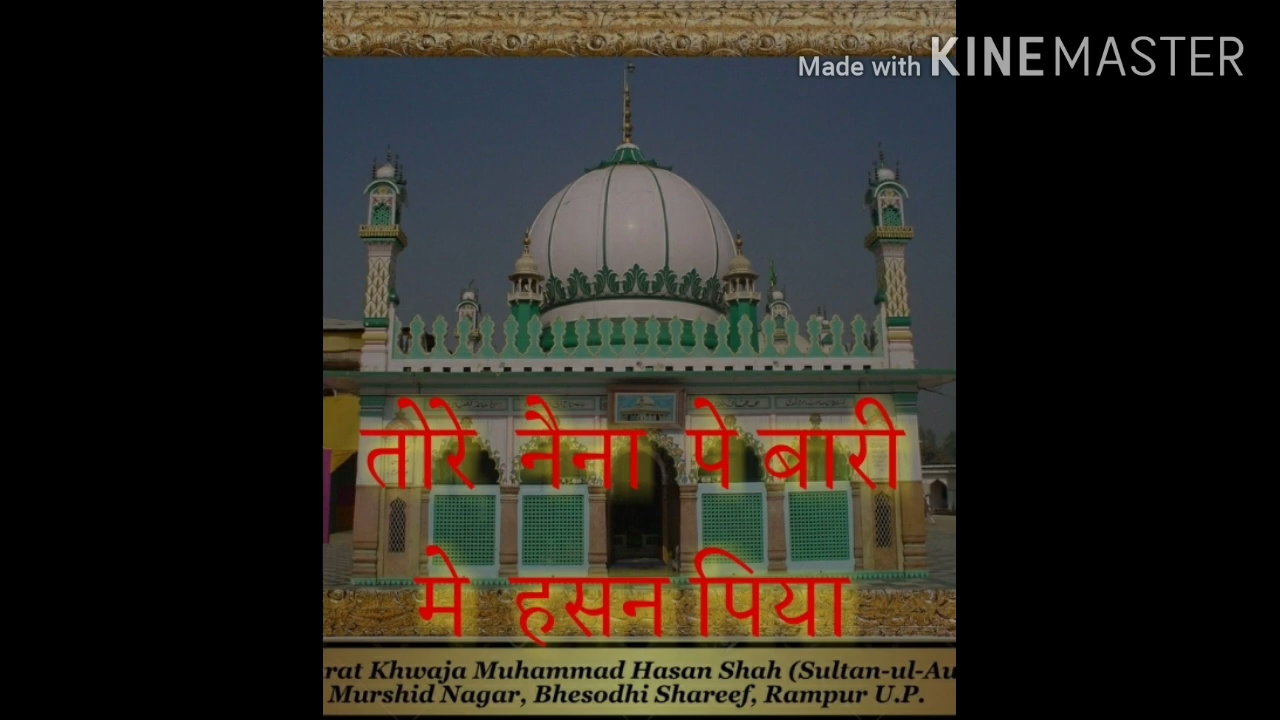 Made with KINEMASTER
तोरे नैना पे बारी
मे हसन पिया
rat Khwaja Muhammad Hasan Shah (Sultan-ul-Au
Murshid Nagar, Bhesodhi Shareef, Rampur U.P.